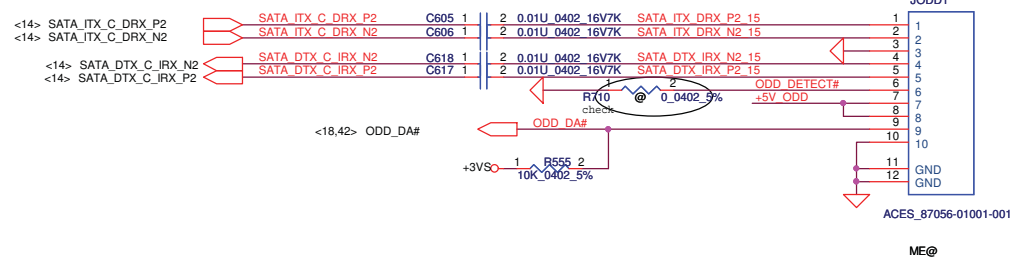 JODD1
<14> SATA_ITX_C_DRX_P2 SATA_ITX_C_DRX_P2 C605 1 2 0.01U_0402_16V7K SATA_ITX_DRX_P2_15 1 1
<14> SATA_ITX_C_DRX_N2 SATA_ITX_C_DRX_N2 C606 1 2 0.01U_0402_16V7K SATA_ITX_DRX_N2_15 2 2
3 3
<14> SATA_DTX_C_IRX_N2 SATA_DTX_C_IRX_N2 C618 1 2 0.01U_0402_16V7K SATA_DTX_IRX_N2_15 4 4
<14> SATA_DTX_C_IRX_P2 SATA_DTX_C_IRX_P2 C617 1 2 0.01U_0402_16V7K SATA_DTX_IRX_P2_15 5 5
1 2 ODD_DETECT# 6 6
R710 @ 0_0402_5% +5V_ODD 7 7
check 8 8
<18,42> ODD_DA# ODD_DA# 9 9
10 10
+3VS 1 R555 2 11 GND
10K_0402_5% 12 GND
ACES_87056-01001-001
ME@